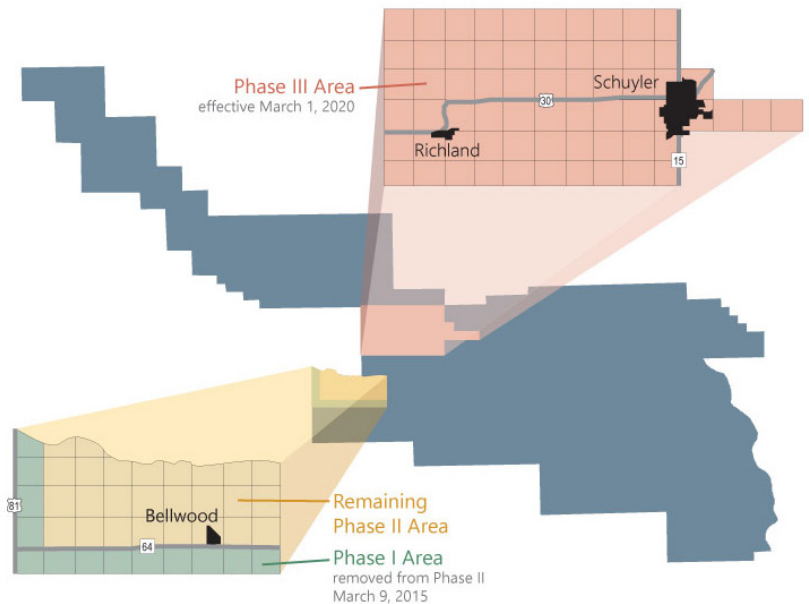 Phase III Area
effective March 1, 2020
Schuyler
30
Richland
15
81
Bellwood
64
Remaining
Phase II Area
Phase I Area
removed from Phase II
March 9, 2015